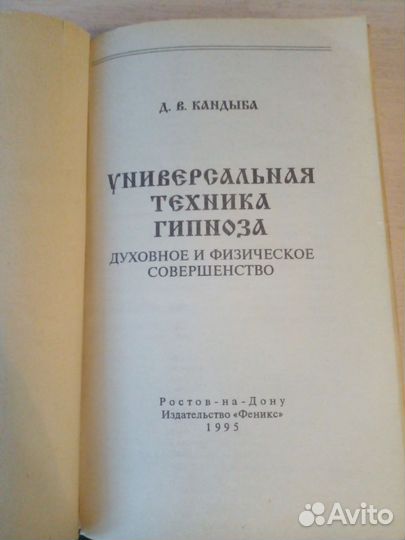 Д. В. КАНДЫБА
УНИВЕРСАЛЬНАЯ
ТЕХНИКА
ГИПНОЗА
ДУХОВНОЕ И ФИЗИЧЕСКОЕ
СОВЕРШЕНСТВО
Ростов-на-Дону
Издательство «Феникс»
1995
Avito